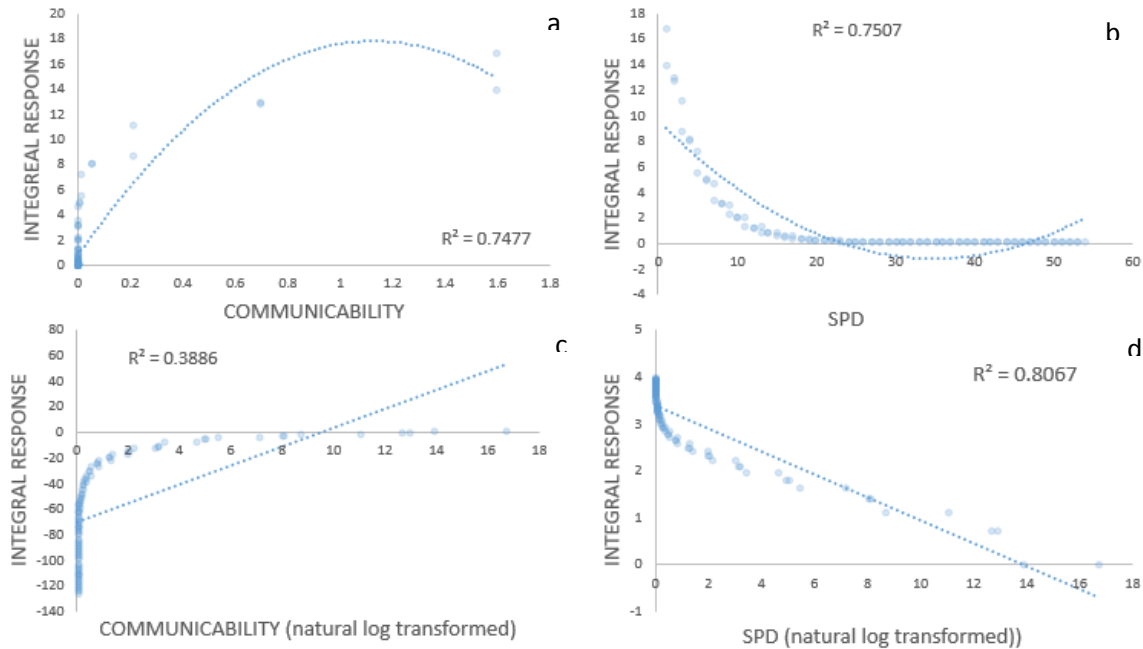 a
INTEGREAL RESPONSE
20
18
16
14
12
10
8
6
4
2
0
R² = 0.7477
0 0.2 0.4 0.6 0.8 1 1.2 1.4 1.6 1.8
COMMUNICABILITY
b
INTEGRAL RESPONSE
18
16
14
12
10
8
6
4
2
0
-2
-4
R² = 0.7507
0 10 20 30 40 50 60
SPD
c
INTEGRAL RESPONSE
80
60
40
20
0
-20
-40
-60
-80
-100
-120
-140
R² = 0.3886
0 2 4 6 8 10 12 14 16 18
COMMUNICABILITY (natural log transformed)
d
INTEGRAL RESPONSE
5
4
3
2
1
0
-1
R² = 0.8067
0 2 4 6 8 10 12 14 16 18
SPD (natural log transformed))